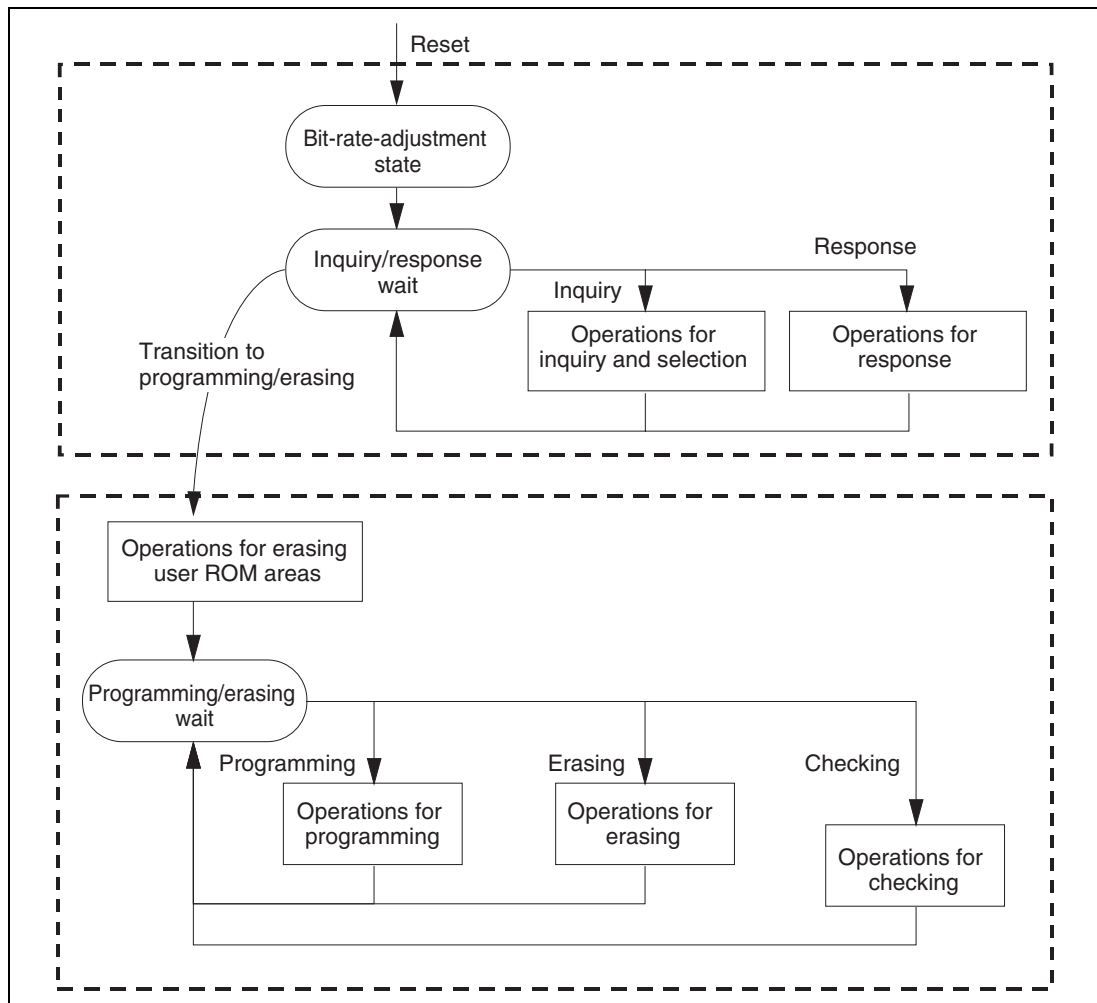 Reset
Bit-rate-adjustment
state
Inquiry/response
wait
Response
Inquiry
Operations for
inquiry and selection
Operations for
response
Transition to
programming/erasing
Operations for erasing
user ROM areas
Programming/erasing
wait
Programming
Erasing
Checking
Operations for
programming
Operations for
erasing
Operations for
checking